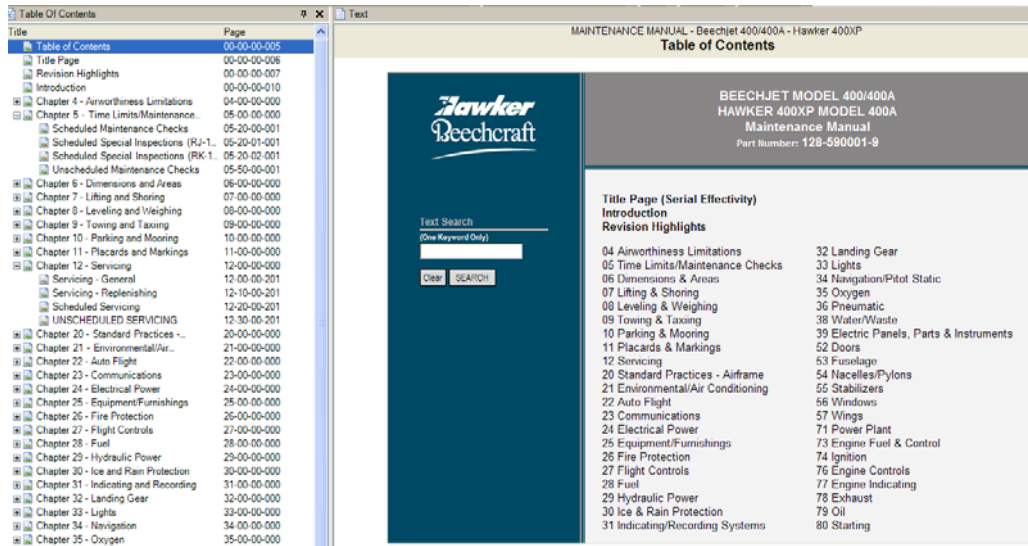 Table Of Contents
Title Page
Table of Contents 00-00-00-005
Title Page 00-00-00-006
Revision Highlights 00-00-00-007
Introduction 00-00-00-010
Chapter 4 - Airworthiness Limitations 04-00-00-000
Chapter 5 - Time Limits/Maintenance.. 05-00-00-000
Scheduled Maintenance Checks 05-20-00-001
Scheduled Special Inspections (RJ-1.. 05-20-01-001
Scheduled Special Inspections (RK-1.. 05-20-02-001
Unscheduled Maintenance Checks 05-50-00-001
Chapter 6 - Dimensions and Areas 06-00-00-000
Chapter 7 - Lifting and Shoring 07-00-00-000
Chapter 8 - Leveling and Weighing 08-00-00-000
Chapter 9 - Towing and Taxiing 09-00-00-000
Chapter 10 - Parking and Mooring 10-00-00-000
Chapter 11 - Placards and Markings 11-00-00-000
Chapter 12 - Servicing 12-00-00-000
Servicing - General 12-00-00-201
Servicing - Replenishing 12-10-00-201
Scheduled Servicing 12-20-00-201
UNSCHEDULED SERVICING 12-30-00-201
Chapter 20 - Standard Practices -.. 20-00-00-000
Chapter 21 - Environmental/Air.. 21-00-00-000
Chapter 22 - Auto Flight 22-00-00-000
Chapter 23 - Communications 23-00-00-000
Chapter 24 - Electrical Power 24-00-00-000
Chapter 25 - Equipment/Furnishings 25-00-00-000
Chapter 26 - Fire Protection 26-00-00-000
Chapter 27 - Flight Controls 27-00-00-000
Chapter 28 - Fuel 28-00-00-000
Chapter 29 - Hydraulic Power 29-00-00-000
Chapter 30 - Ice and Rain Protection 30-00-00-000
Chapter 31 - Indicating and Recording 31-00-00-000
Chapter 32 - Landing Gear 32-00-00-000
Chapter 33 - Lights 33-00-00-000
Chapter 34 - Navigation 34-00-00-000
Chapter 35 - Oxygen 35-00-00-000
Text
MAINTENANCE MANUAL - Beechjet 400/400A - Hawker 400XP
Table of Contents
Hawker
Beechcraft
Text Search
(One Keyword Only)
Clear SEARCH
BEECHJET MODEL 400/400A
HAWKER 400XP MODEL 400A
Maintenance Manual
Part Number: 128-590001-9
Title Page (Serial Effectivity)
Introduction
Revision Highlights
04 Airworthiness Limitations
05 Time Limits/Maintenance Checks
06 Dimensions & Areas
07 Lifting & Shoring
08 Leveling & Weighing
09 Towing & Taxiing
10 Parking & Mooring
11 Placards & Markings
12 Servicing
20 Standard Practices - Airframe
21 Environmental/Air Conditioning
22 Auto Flight
23 Communications
24 Electrical Power
25 Equipment/Furnishings
26 Fire Protection
27 Flight Controls
28 Fuel
29 Hydraulic Power
30 Ice & Rain Protection
31 Indicating/Recording Systems
32 Landing Gear
33 Lights
34 Navigation/Pitot Static
35 Oxygen
36 Pneumatic
38 Water/Waste
39 Electric Panels, Parts & Instruments
52 Doors
53 Fuselage
54 Nacelles/Pylons
55 Stabilizers
56 Windows
57 Wings
71 Power Plant
73 Engine Fuel & Control
74 Ignition
76 Engine Controls
77 Engine Indicating
78 Exhaust
79 Oil
80 Starting